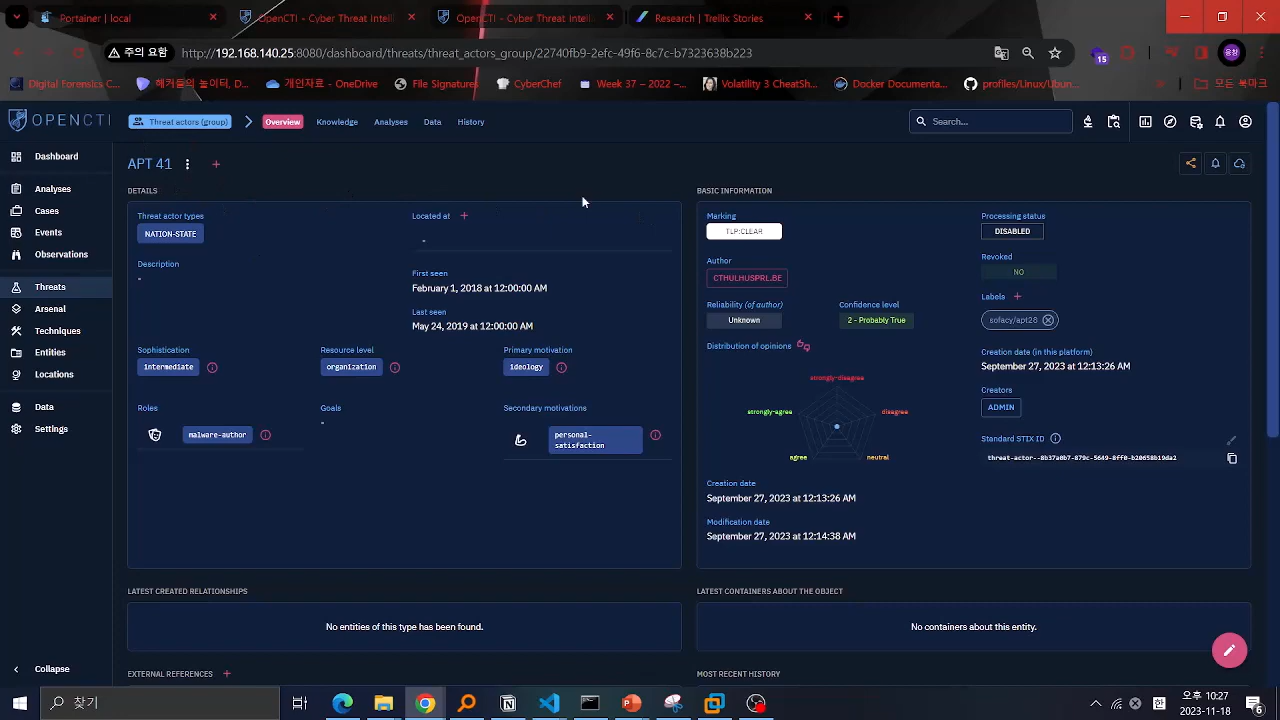 Portainer | local
OpenCTI - Cyber Threat Intelli
OpenCTI - Cyber Threat Intelli
Research | Trellix Stories
주의 요함
http://192.168.140.25:8080/dashboard/threats/threat_actors_group/22740fb9-2efc-49f6-8c7c-b7323638b223
15
Digital Forensics C...
해커들의 놀이터, D...
개인자료 - OneDrive
File Signatures
CyberChef
Week 37 – 2022 –...
Volatility 3 CheatSh...
Docker Documenta...
profiles/Linux/Ubun...
모든 북마크
OPENCTI
Threat actors (group)
Overview
Knowledge
Analyses
Data
History
Search...
Dashboard
Analyses
Cases
Events
Observations
Threats
Arsenal
Techniques
Entities
Locations
Data
Settings
Collapse
APT 41
DETAILS
Threat actor types
NATION-STATE
Located at
-
Description
-
First seen
February 1, 2018 at 12:00:00 AM
Last seen
May 24, 2019 at 12:00:00 AM
Sophistication
intermediate
Resource level
organization
Primary motivation
ideology
Roles
malware-author
Goals
-
Secondary motivations
personal-
satisfaction
BASIC INFORMATION
Marking
TLP:CLEAR
Processing status
DISABLED
Author
CTHULHUSPRL.BE
Revoked
NO
Reliability (of author)
Unknown
Confidence level
2 - Probably True
Labels
sofacy/apt28
Distribution of opinions
strongly-disagree
strongly-agree
disagree
agree
neutral
Creation date (in this platform)
September 27, 2023 at 12:13:26 AM
Creators
ADMIN
Standard STIX ID
threat-actor--8b37a0b7-879c-5649-8ff0-b20658b19da2
Creation date
September 27, 2023 at 12:13:26 AM
Modification date
September 27, 2023 at 12:14:38 AM
LATEST CREATED RELATIONSHIPS
No entities of this type has been found.
LATEST CONTAINERS ABOUT THE OBJECT
No containers about this entity.
EXTERNAL REFERENCES
MOST RECENT HISTORY
찾기
오후 10:27
2023-11-18
6